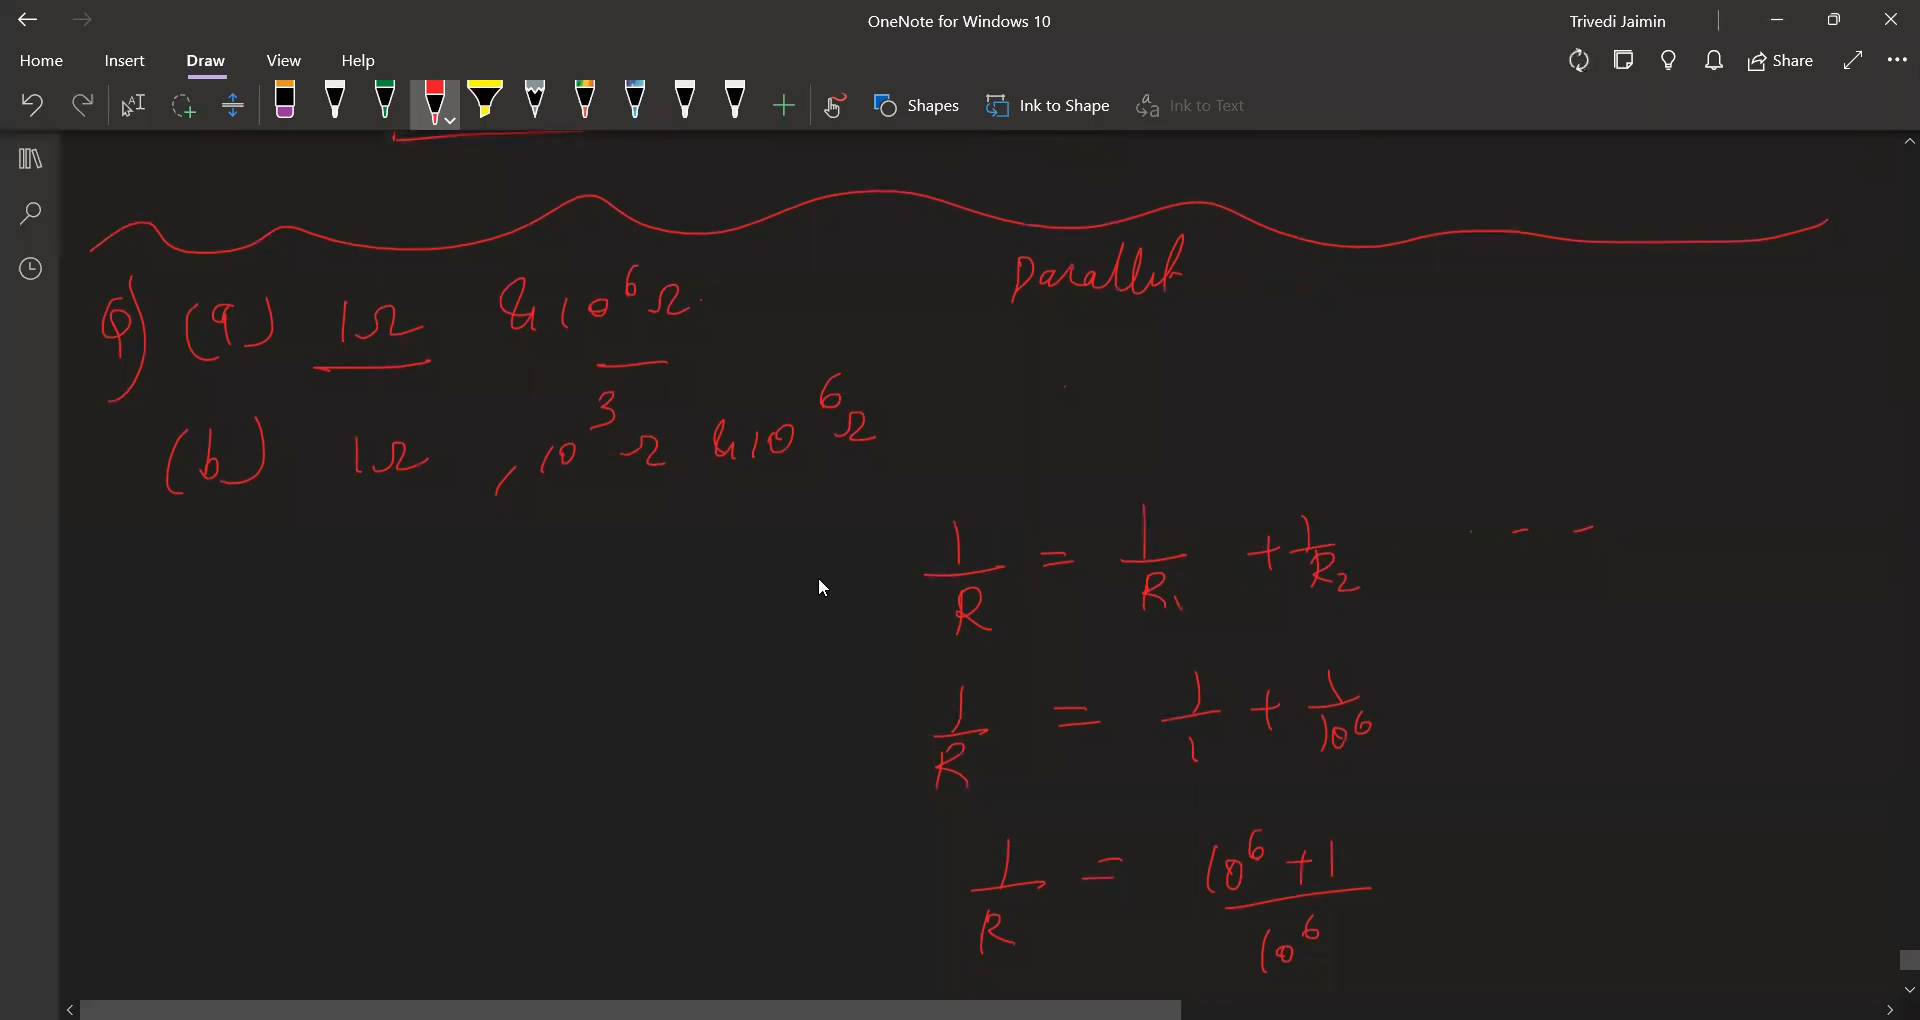 OneNote for Windows 10
Trivedi Jaimin
Home Insert Draw View Help
Share
Shapes Ink to Shape Ink to Text
Parallel
Q) (a) 1Ω & 10⁶Ω
(b) 1Ω , 10³Ω & 10⁶Ω
1/R = 1/R₁ + 1/R₂ - -
1/R = 1/1 + 1/10⁶
1/R = (10⁶ + 1)/10⁶